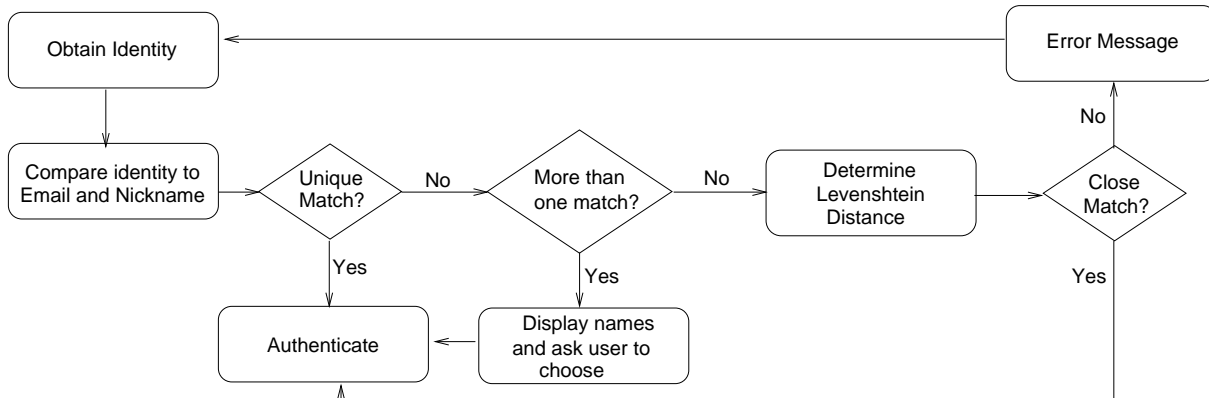 Obtain Identity
Error Message
No
Compare identity to
Email and Nickname
Unique
Match?
No
More than
one match?
No
Determine
Levenshtein
Distance
Close
Match?
Yes
Yes
Yes
Authenticate
Display names
and ask user to
choose